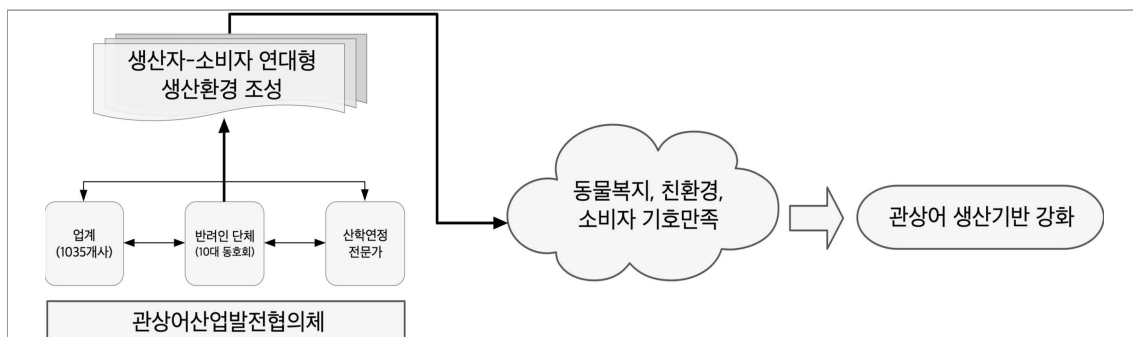 생산자-소비자 연대형
생산환경 조성
업계
(1035개사)
반려인 단체
(10대 동호회)
산학연정
전문가
관상어산업발전협의체
동물복지, 친환경,
소비자 기호만족
관상어 생산기반 강화